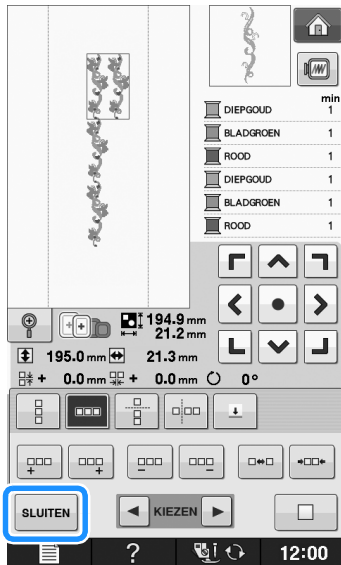 min
DIEPGOUD 1
BLADGROEN 1
ROOD 1
DIEPGOUD 1
BLADGROEN 1
ROOD 1
194.9 mm
21.2 mm
195.0 mm 21.3 mm
+ 0.0 mm + 0.0 mm 0°
SLUITEN KIEZEN
? 12:00